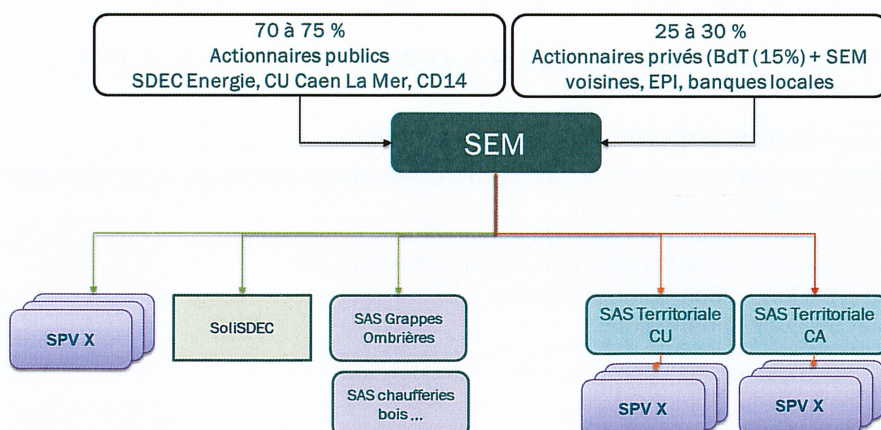 70 à 75 %
Actionnaires publics
SDEC Energie, CU Caen La Mer, CD14
25 à 30 %
Actionnaires privés (BdT (15%) + SEM
voisines, EPI, banques locales
SEM
SPV X
SoliSDEC
SAS Grappes
Ombrières
SAS chaufferies
bois ...
SAS Territoriale
CU
SPV X
SAS Territoriale
CA
SPV X